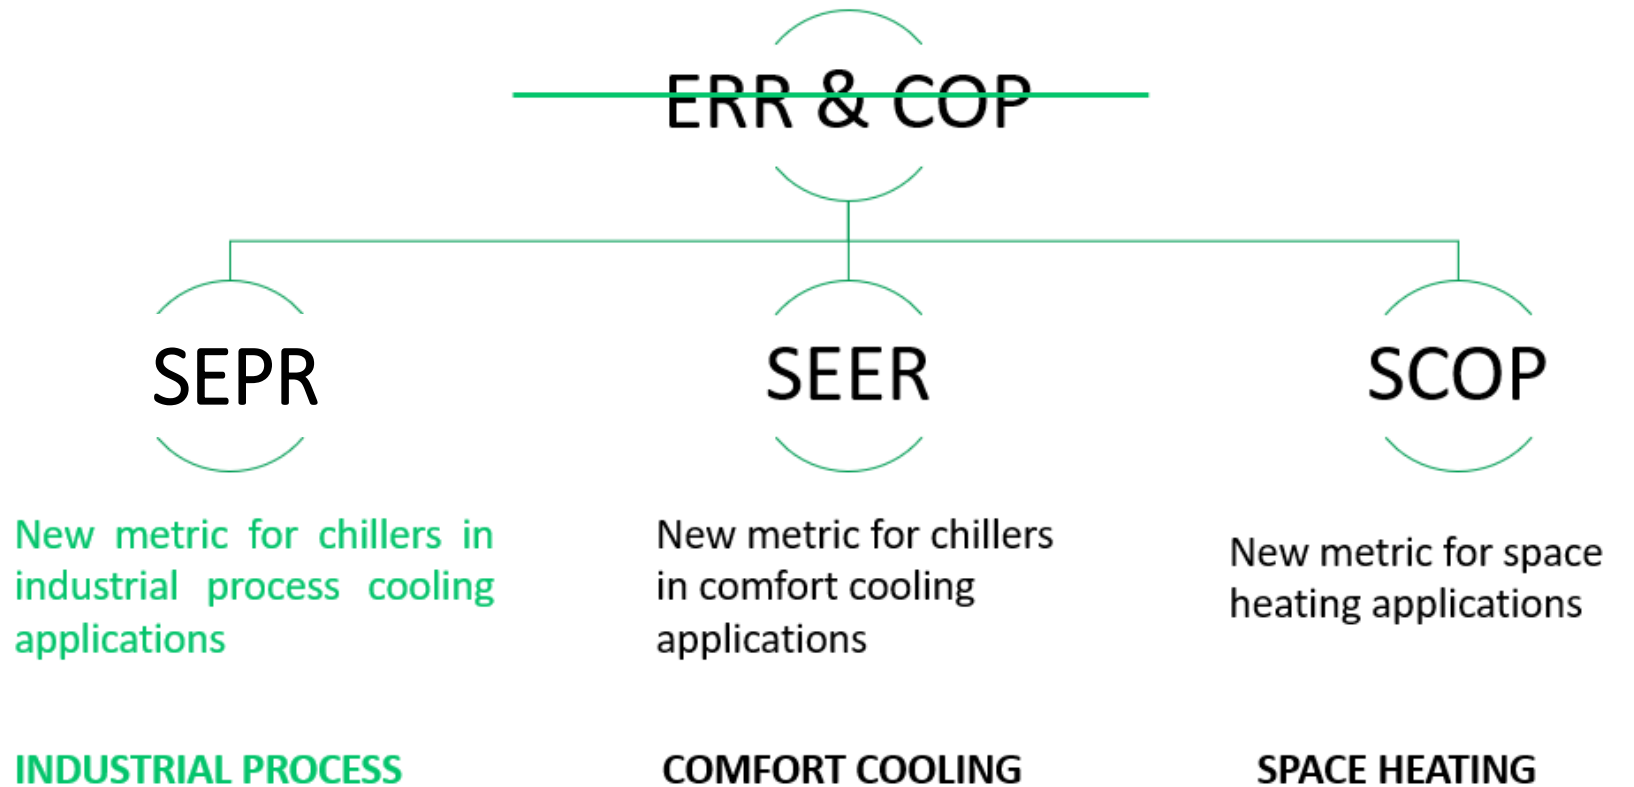 ERR & COP
SEPR
SEER
SCOP
New metric for chillers in
industrial process cooling
applications
New metric for chillers
in comfort cooling
applications
New metric for space
heating applications
INDUSTRIAL PROCESS
COMFORT COOLING
SPACE HEATING